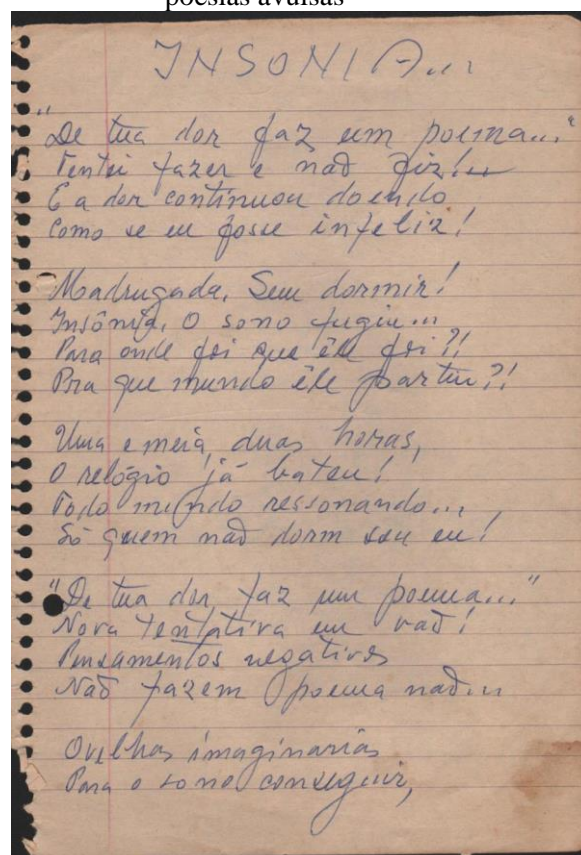 poesias avulsas
INSONIA...
"De tua dor faz um poema..."
Tentei fazer e não fiz!...
E a dor continuou doendo
Como se eu fosse infeliz!
Madrugada. Sem dormir!
Insônia. O sono fugiu...
Para onde foi que êle foi?!
Pra que mundo êle partiu?!
Uma e meia, duas horas,
O relógio já bateu!
Todo mundo ressonando...
Só quem não dorm sou eu!
"De tua dor, faz um poema..."
Nova tentativa em vão!
Pensamentos negativos
Não fazem poema não...
Ovelhas imaginarias
Para o sono conseguir,